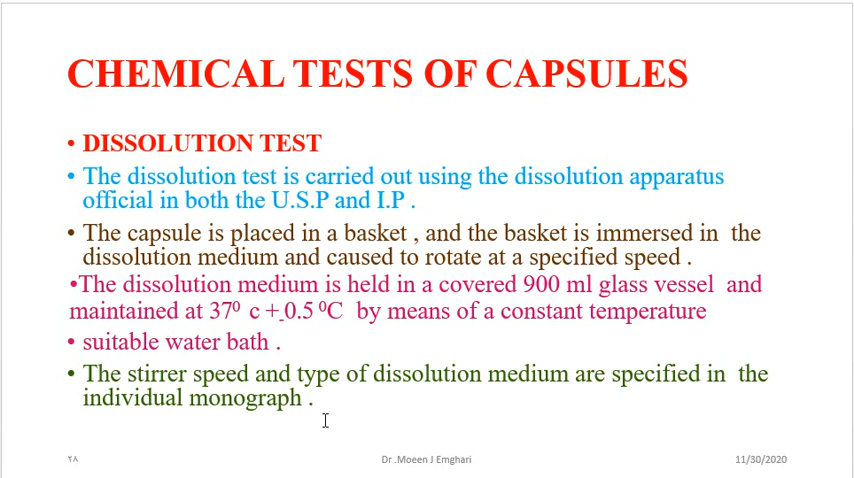 CHEMICAL TESTS OF CAPSULES
• DISSOLUTION TEST
• The dissolution test is carried out using the dissolution apparatus
official in both the U.S.P and I.P .
• The capsule is placed in a basket , and the basket is immersed in the
dissolution medium and caused to rotate at a specified speed .
•The dissolution medium is held in a covered 900 ml glass vessel and
maintained at 37⁰ c +-0.5 ⁰C by means of a constant temperature
• suitable water bath .
• The stirrer speed and type of dissolution medium are specified in the
individual monograph .
٢٨ Dr .Moeen J Emghari 11/30/2020